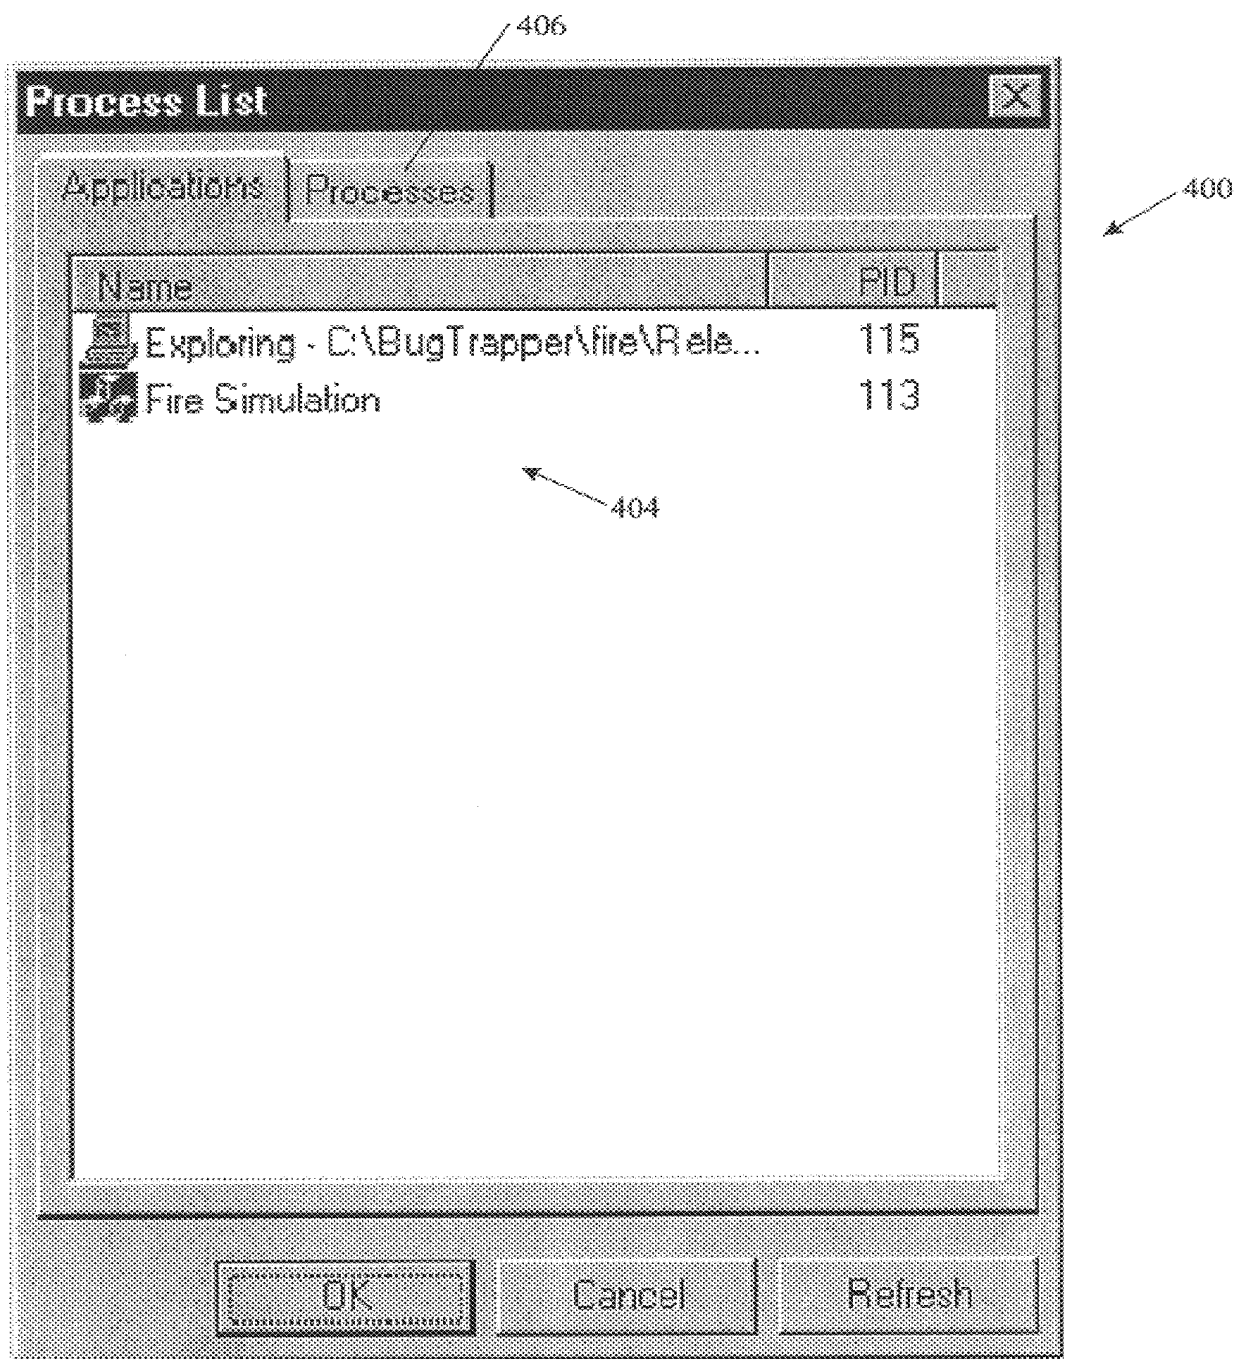 406
Process List
Applications Processes
400
Name PID
Exploring - C:\BugTrapper\fire\Rele... 115
Fire Simulation 113
404
OK Cancel Refresh